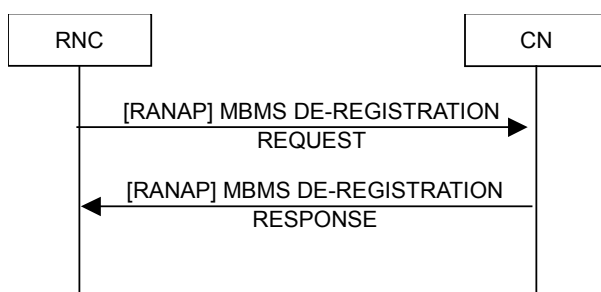 RNC
CN
[RANAP] MBMS DE-REGISTRATION
REQUEST
[RANAP] MBMS DE-REGISTRATION
RESPONSE